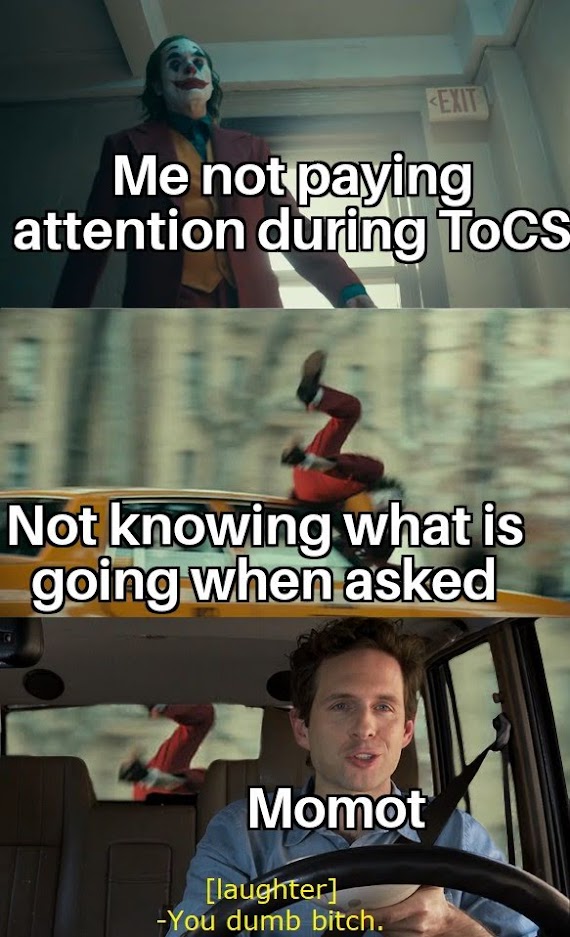 <EXIT
Me not paying
attention during ToCS
Not knowing what is
going when asked
Momot
[laughter]
-You dumb bitch.